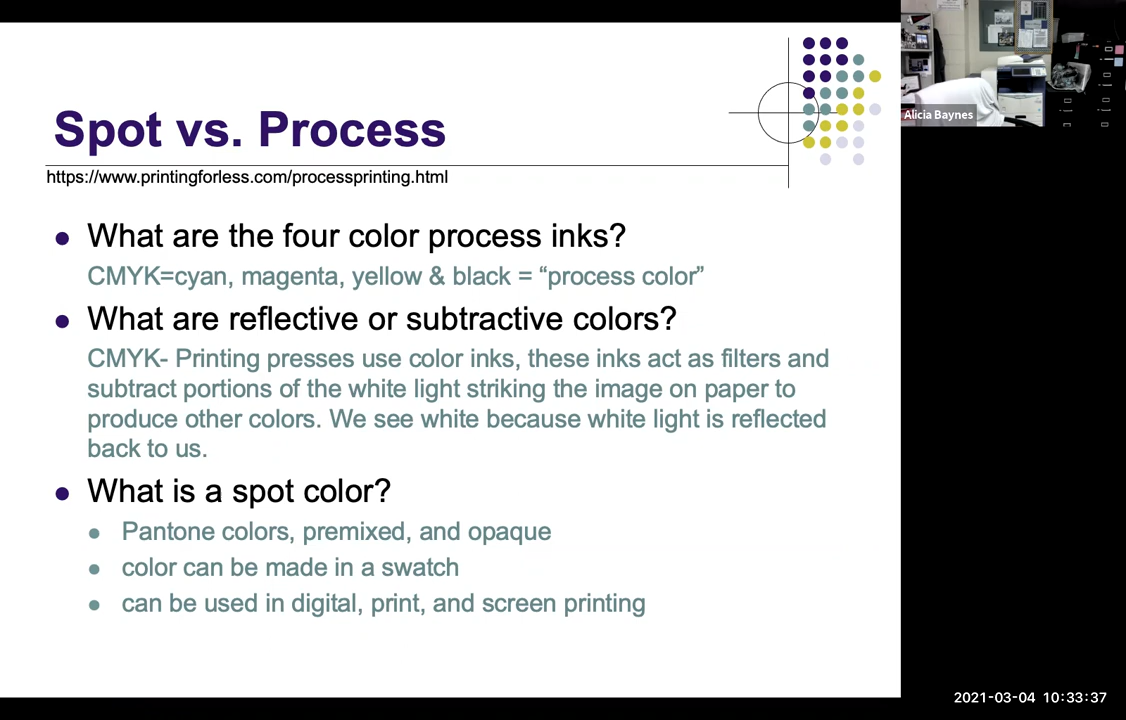 Spot vs. Process
https://www.printingforless.com/processprinting.html
What are the four color process inks?
CMYK=cyan, magenta, yellow & black = “process color”
What are reflective or subtractive colors?
CMYK- Printing presses use color inks, these inks act as filters and
subtract portions of the white light striking the image on paper to
produce other colors. We see white because white light is reflected
back to us.
What is a spot color?
Pantone colors, premixed, and opaque
color can be made in a swatch
can be used in digital, print, and screen printing
Alicia Baynes
2021-03-04 10:33:37